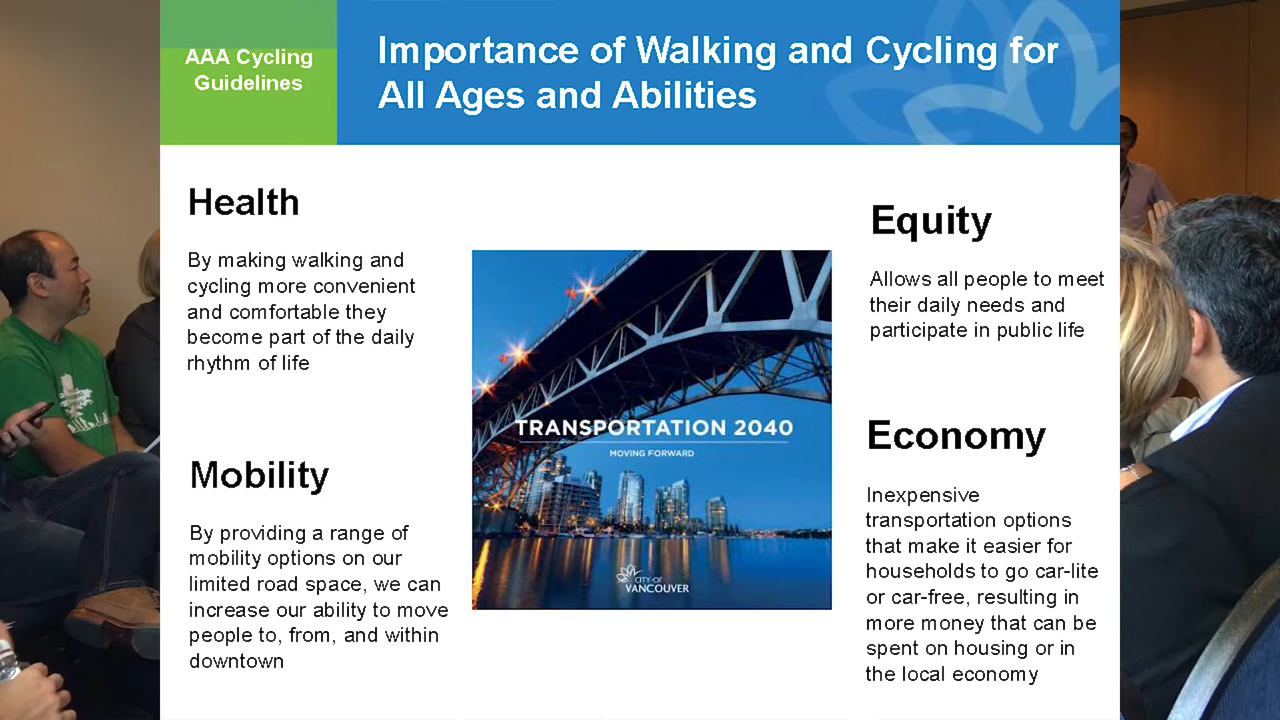 AAA Cycling
Guidelines
Importance of Walking and Cycling for
All Ages and Abilities
Health
By making walking and
cycling more convenient
and comfortable they
become part of the daily
rhythm of life
Mobility
By providing a range of
mobility options on our
limited road space, we can
increase our ability to move
people to, from, and within
downtown
TRANSPORTATION 2040
MOVING FORWARD
CITY OF
VANCOUVER
Equity
Allows all people to meet
their daily needs and
participate in public life
Economy
Inexpensive
transportation options
that make it easier for
households to go car-lite
or car-free, resulting in
more money that can be
spent on housing or in
the local economy